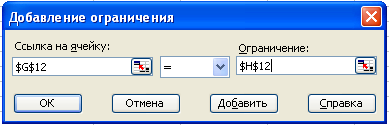 Добавление ограничения
Ссылка на ячейку: Ограничение:
$G$12 = $H$12
ОК Отмена Добавить Справка